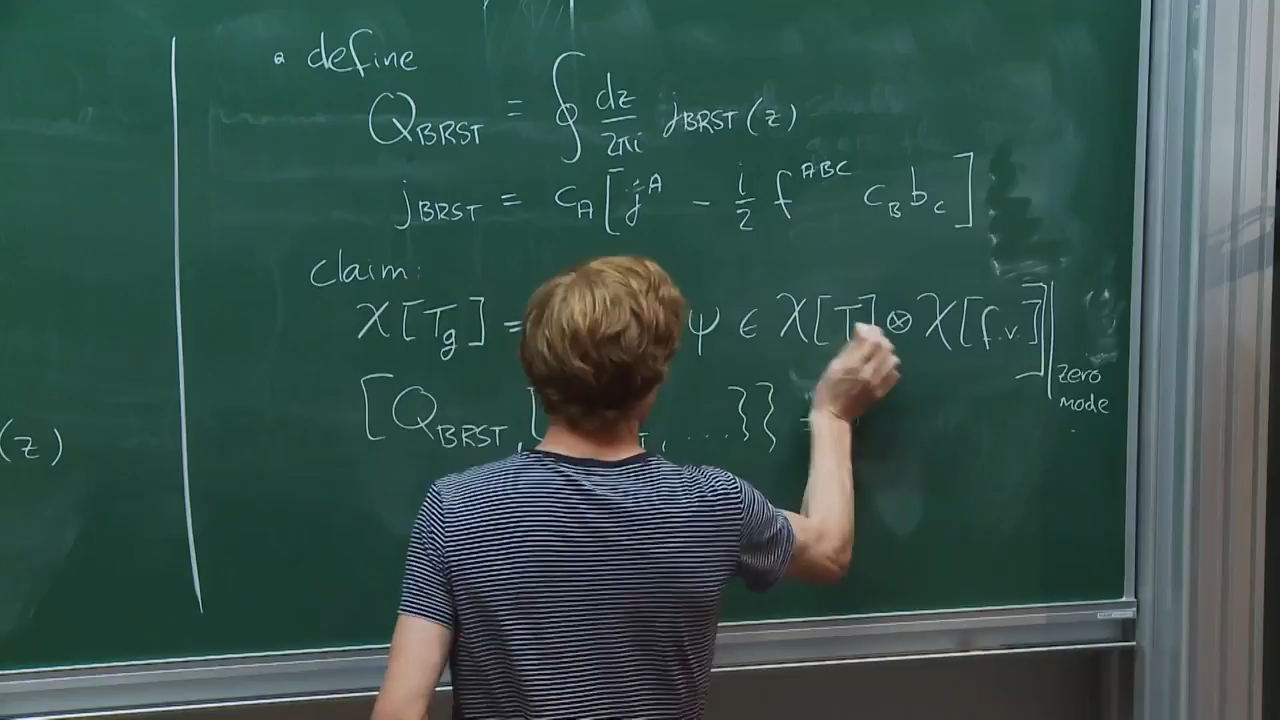 • define
Q_BRST = ∮ dz/2πi j_BRST(z)
j_BRST = c_A [ j^A - i/2 f^ABC c_B b_C ]
claim:
χ[T_g] = ψ ∈ χ[T] ⊗ χ[f.v.] ]|
zero
mode
[ Q_BRST, [ , .... }} =
(z)